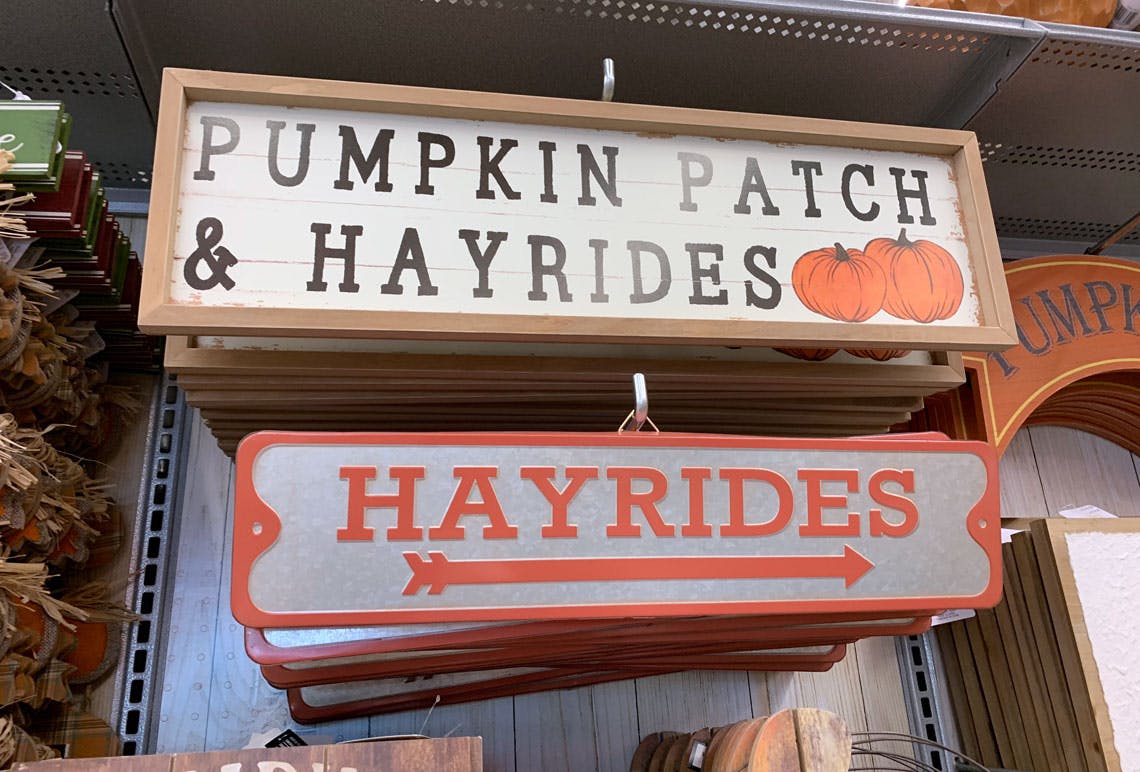 PUMPKIN PATCH
& HAYRIDES
HAYRIDES